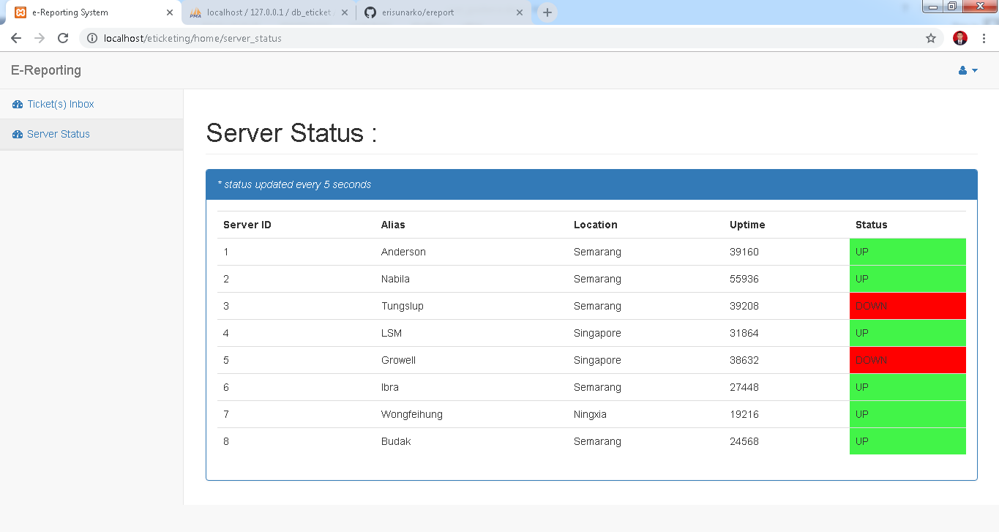 e-Reporting System
localhost / 127.0.0.1 / db_eticket
erisunarko/ereport
localhost/eticketing/home/server_status
E-Reporting
Ticket(s) Inbox
Server Status
Server Status :
* status updated every 5 seconds
Server ID Alias Location Uptime Status
1 Anderson Semarang 39160 UP
2 Nabila Semarang 55936 UP
3 Tungslup Semarang 39208 DOWN
4 LSM Singapore 31864 UP
5 Growell Singapore 38632 DOWN
6 Ibra Semarang 27448 UP
7 Wongfeihung Ningxia 19216 UP
8 Budak Semarang 24568 UP